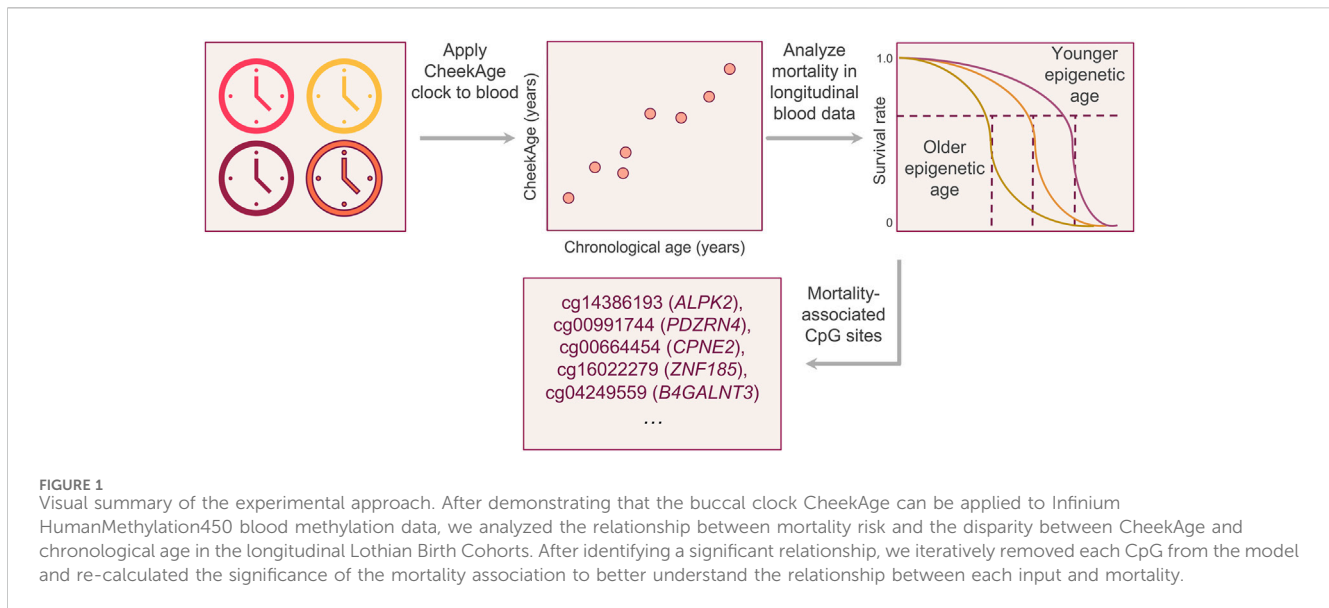 Apply
CheekAge
clock to blood
CheekAge (years)
Chronological age (years)
Analyze
mortality in
longitudinal
blood data
Survival rate
1.0
0
Younger
epigenetic
age
Older
epigenetic
age
Mortality-
associated
CpG sites
cg14386193 (ALPK2),
cg00991744 (PDZRN4),
cg00664454 (CPNE2),
cg16022279 (ZNF185),
cg04249559 (B4GALNT3)
...
FIGURE 1
Visual summary of the experimental approach. After demonstrating that the buccal clock CheekAge can be applied to Infinium
HumanMethylation450 blood methylation data, we analyzed the relationship between mortality risk and the disparity between CheekAge and
chronological age in the longitudinal Lothian Birth Cohorts. After identifying a significant relationship, we iteratively removed each CpG from the model
and re-calculated the significance of the mortality association to better understand the relationship between each input and mortality.